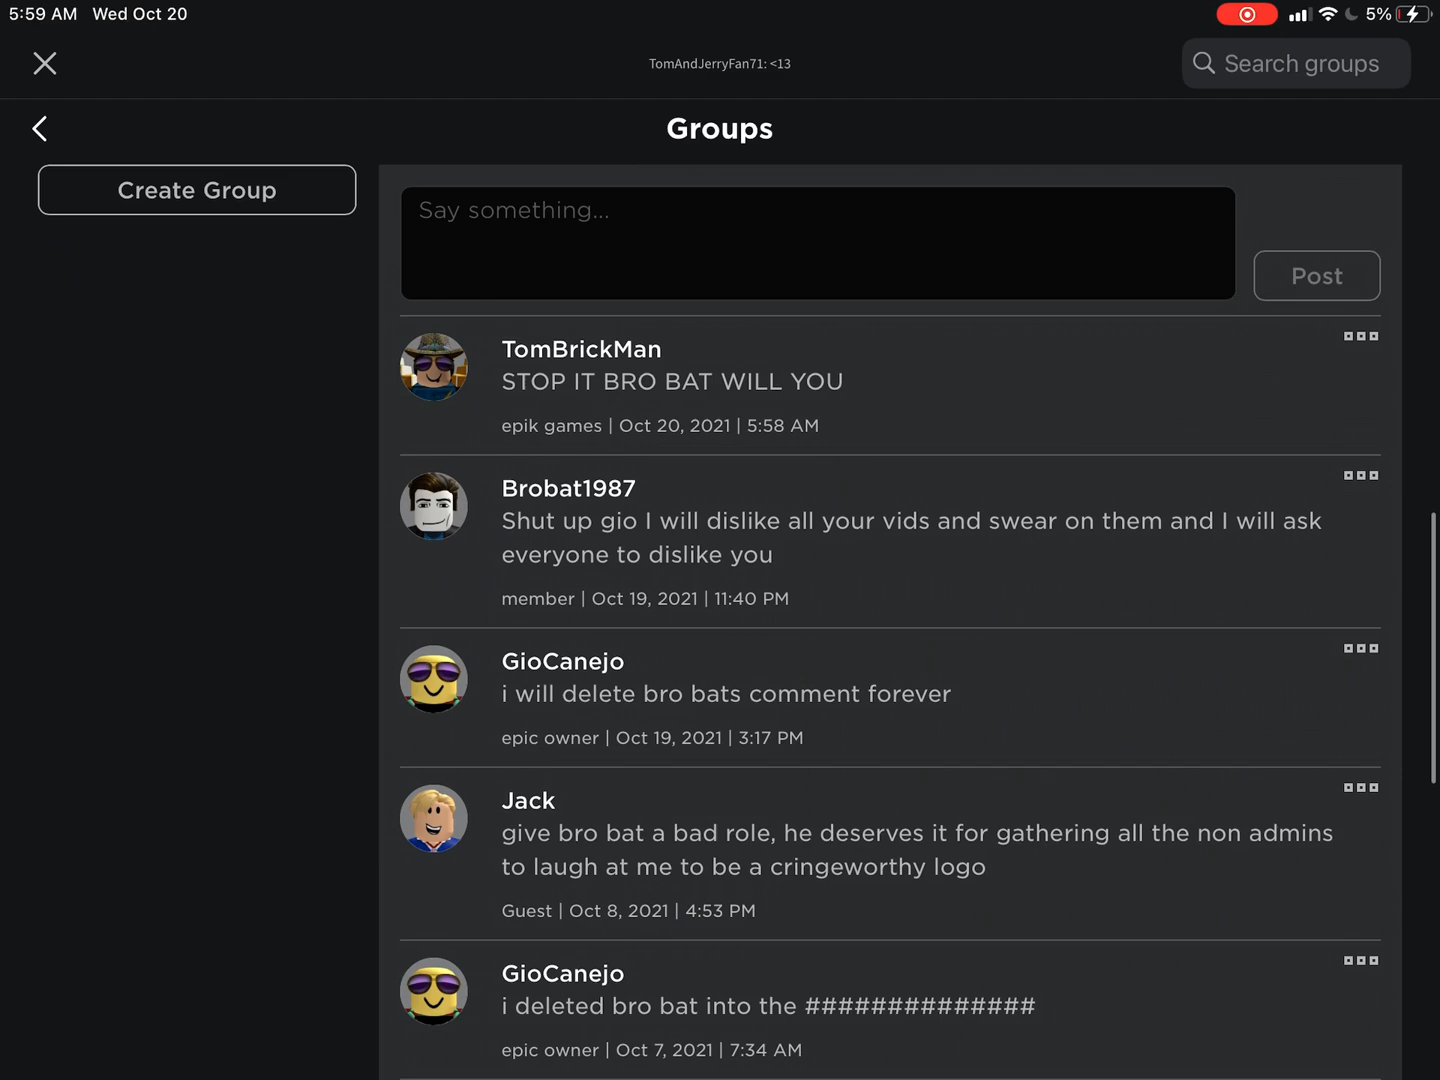 5:59 AM Wed Oct 20
5%
TomAndJerryFan71: <13
Search groups
Groups
Create Group
Say something...
Post
TomBrickMan
STOP IT BRO BAT WILL YOU
epik games | Oct 20, 2021 | 5:58 AM
Brobat1987
Shut up gio I will dislike all your vids and swear on them and I will ask
everyone to dislike you
member | Oct 19, 2021 | 11:40 PM
GioCanejo
i will delete bro bats comment forever
epic owner | Oct 19, 2021 | 3:17 PM
Jack
give bro bat a bad role, he deserves it for gathering all the non admins
to laugh at me to be a cringeworthy logo
Guest | Oct 8, 2021 | 4:53 PM
GioCanejo
i deleted bro bat into the ##############
epic owner | Oct 7, 2021 | 7:34 AM